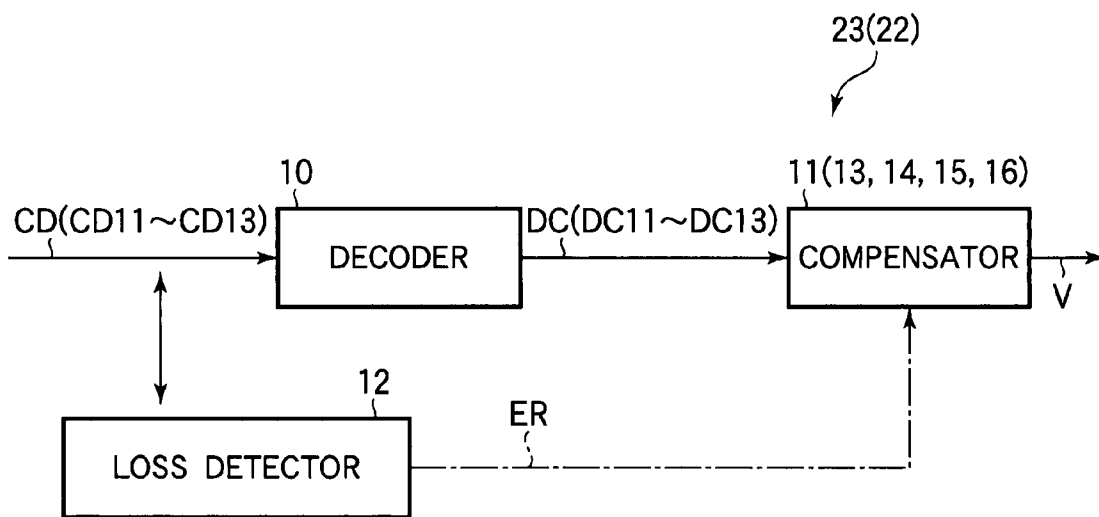 23(22)
10
11(13, 14, 15, 16)
CD(CD11～CD13)
DECODER
DC(DC11～DC13)
COMPENSATOR
V
12
ER
LOSS DETECTOR